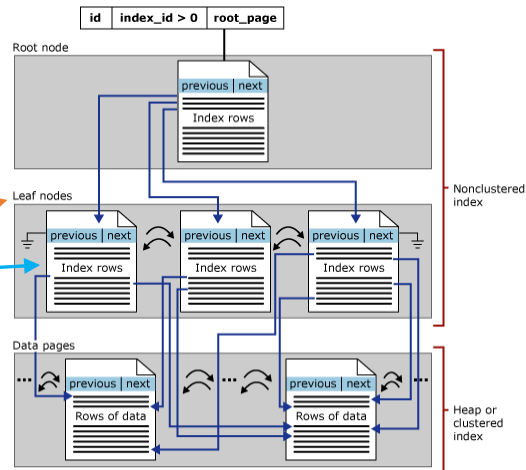 id index_id > 0 root_page
Root node
previous next
Index rows
Nonclustered
index
Leaf nodes
previous next previous next previous next
Index rows Index rows Index rows
Data pages
... ... ...
previous next previous next
Rows of data Rows of data
Heap or
clustered
index